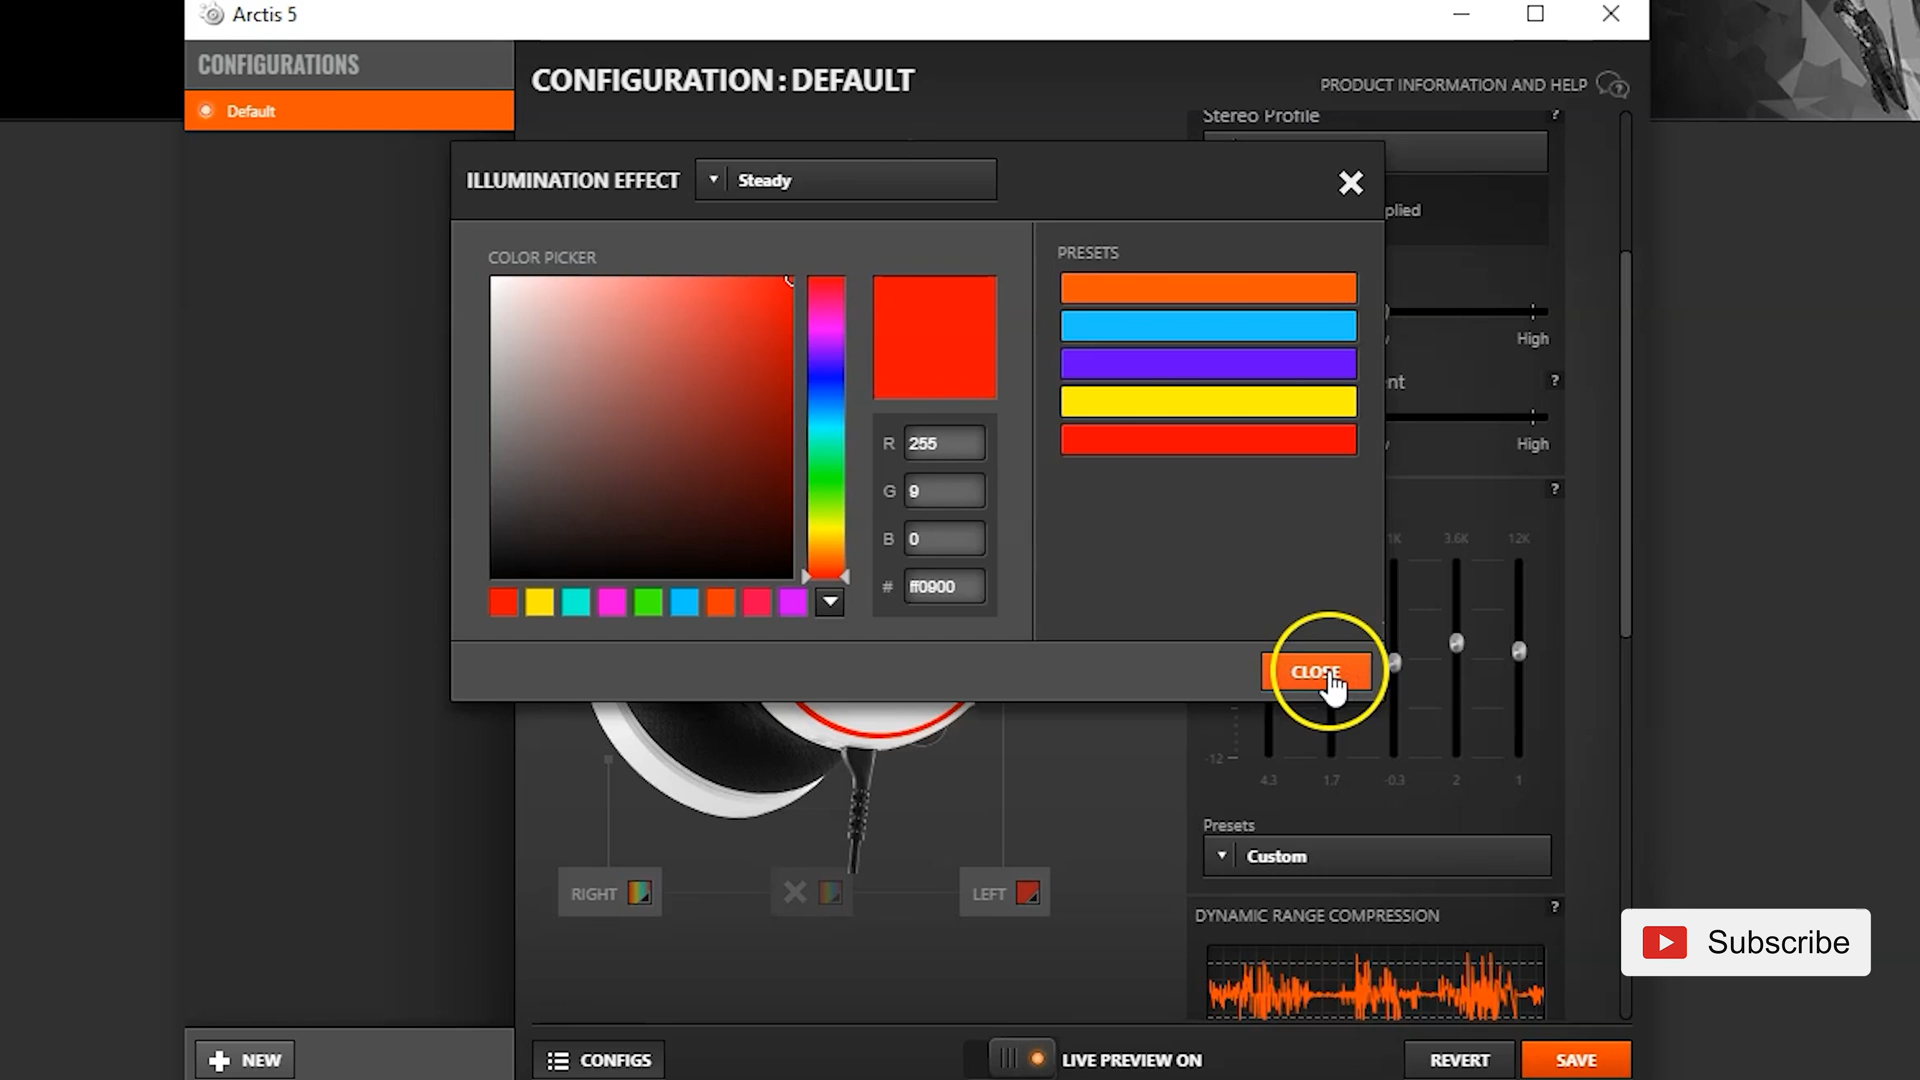 Arctis 5
CONFIGURATIONS
Default
CONFIGURATION : DEFAULT
PRODUCT INFORMATION AND HELP
Stereo Profile
?
ILLUMINATION EFFECT
Steady
plied
COLOR PICKER
PRESETS
R 255
G 9
B 0
# ff0900
High
nt
?
High
?
1K 3.6K 12K
CLOSE
-12
4.3 1.7 -0.3 2 1
Presets
Custom
RIGHT
LEFT
DYNAMIC RANGE COMPRESSION
?
Subscribe
NEW
CONFIGS
LIVE PREVIEW ON
REVERT
SAVE